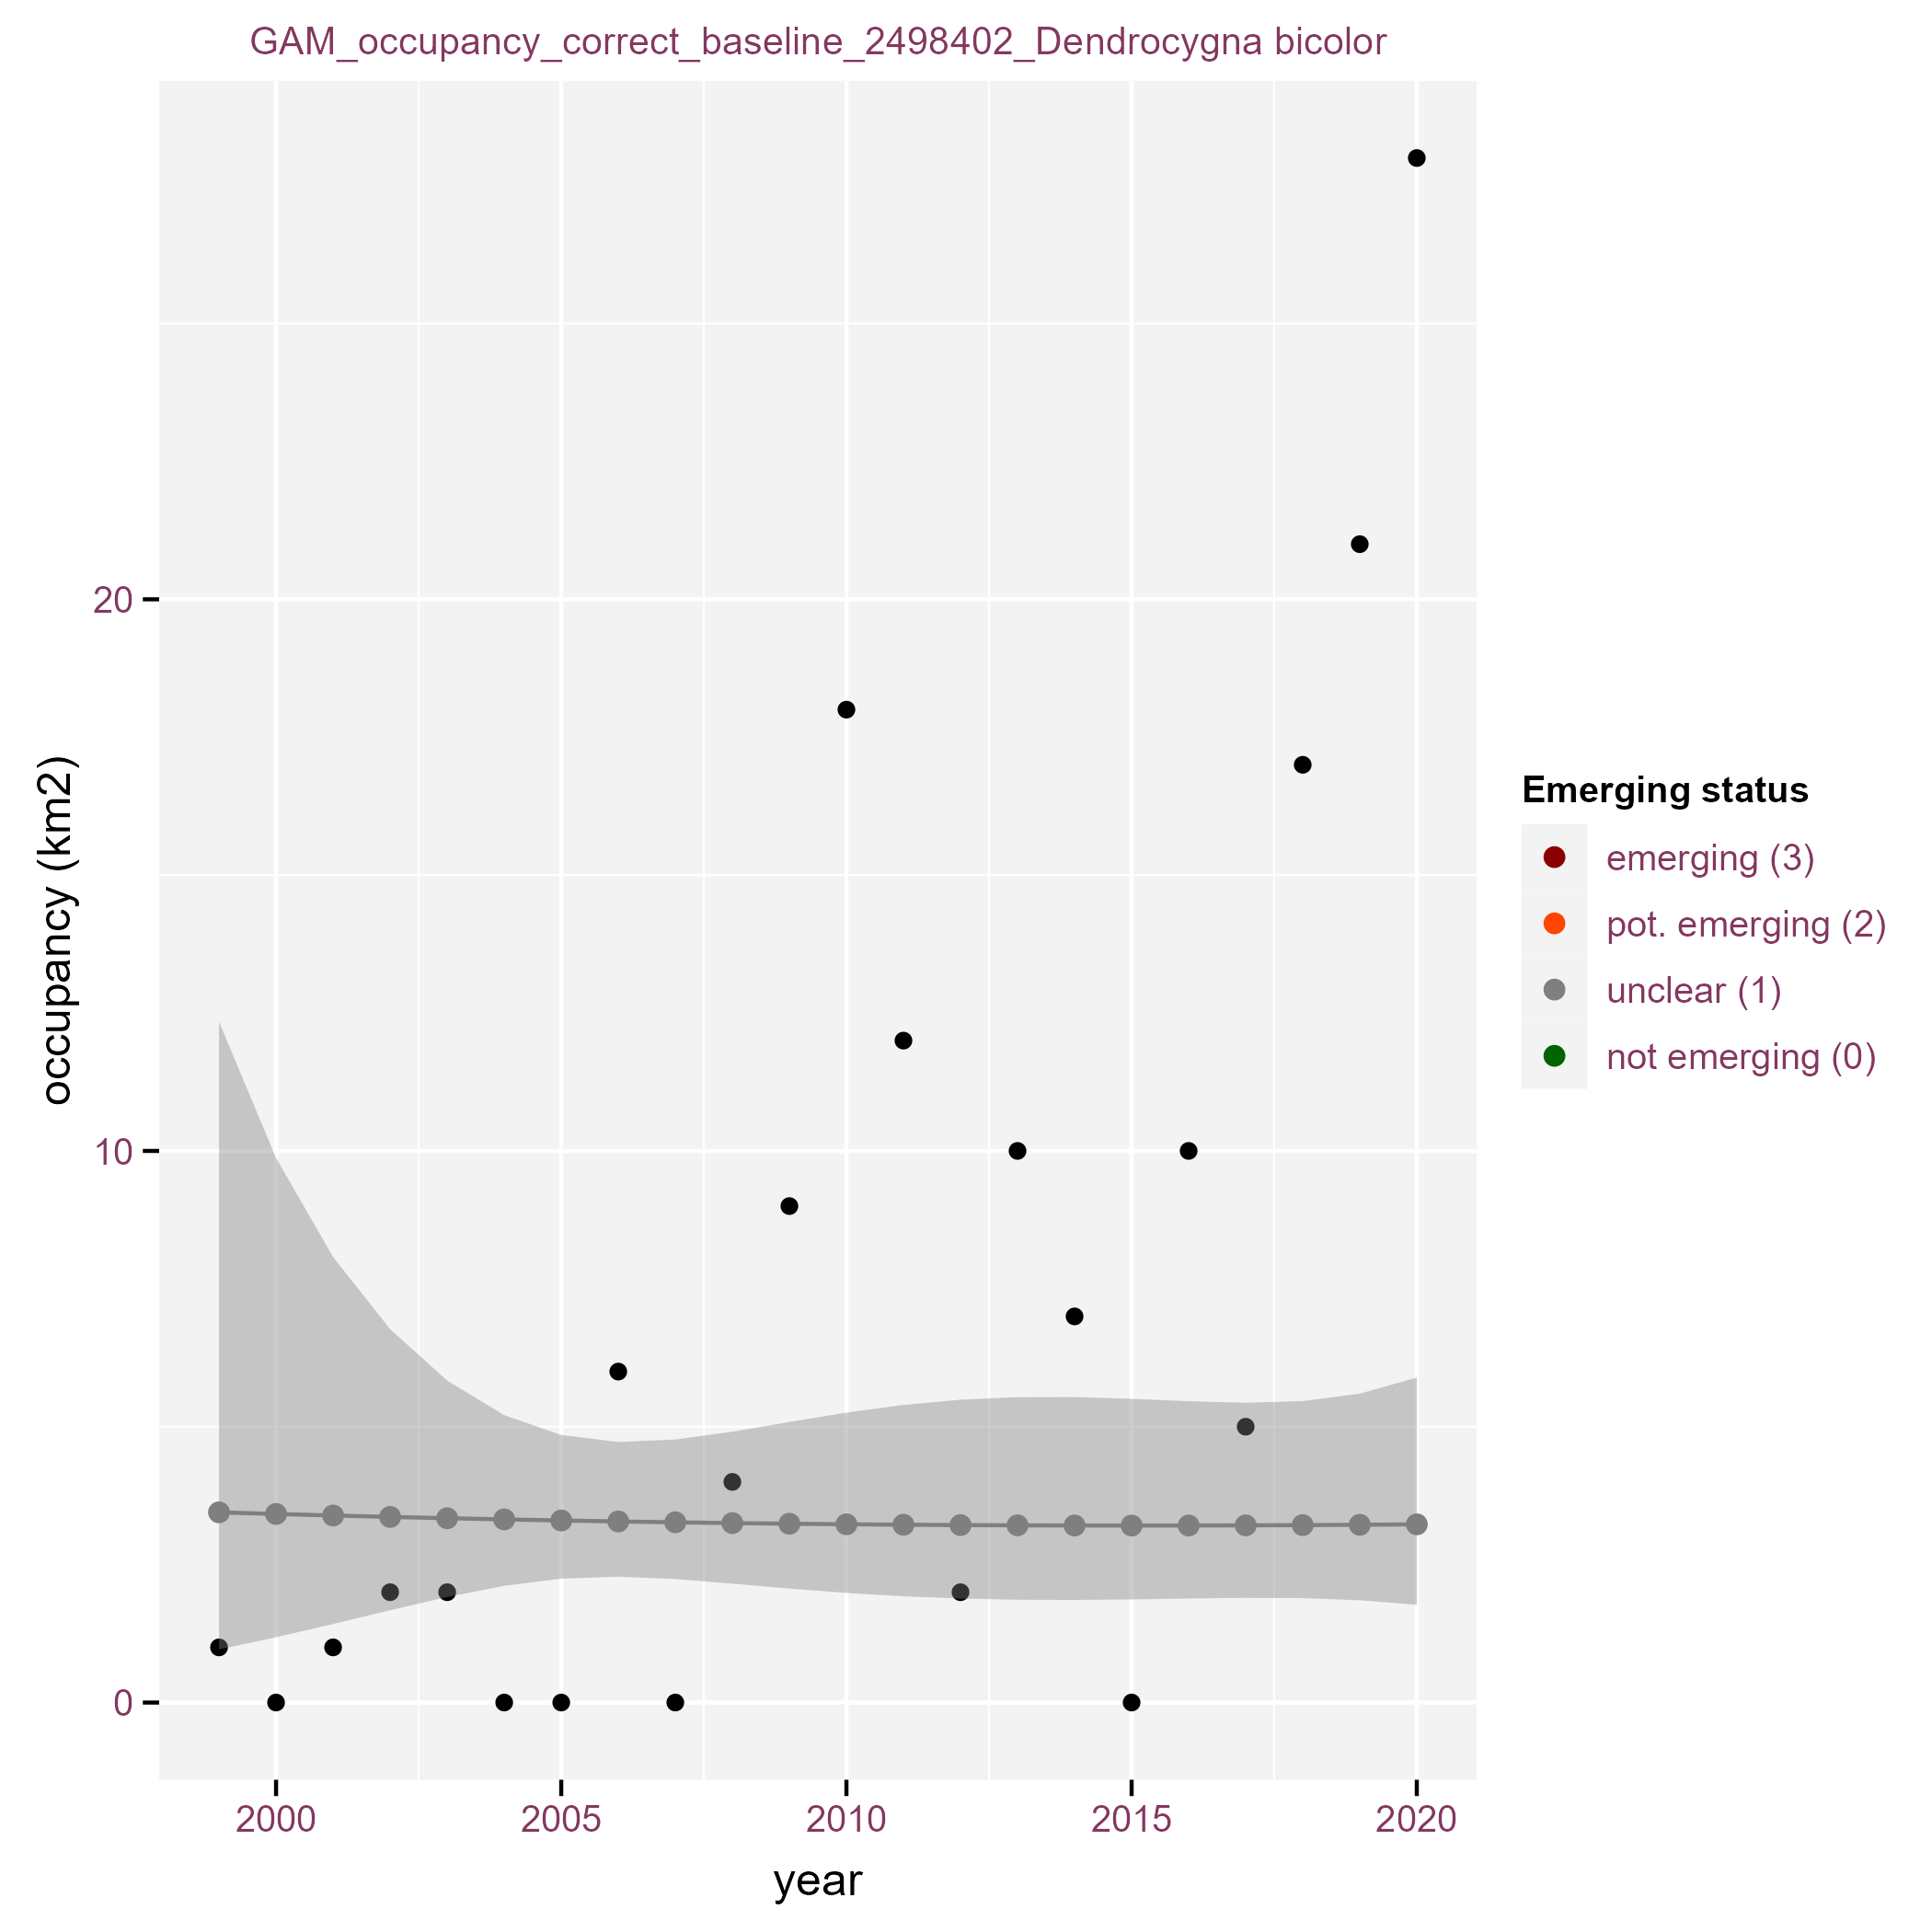 GAM_occupancy_correct_baseline_2498402_Dendrocygna bicolor
occupancy (km2)
20
10
0
2000 2005 2010 2015 2020
year
Emerging status
emerging (3)
pot. emerging (2)
unclear (1)
not emerging (0)